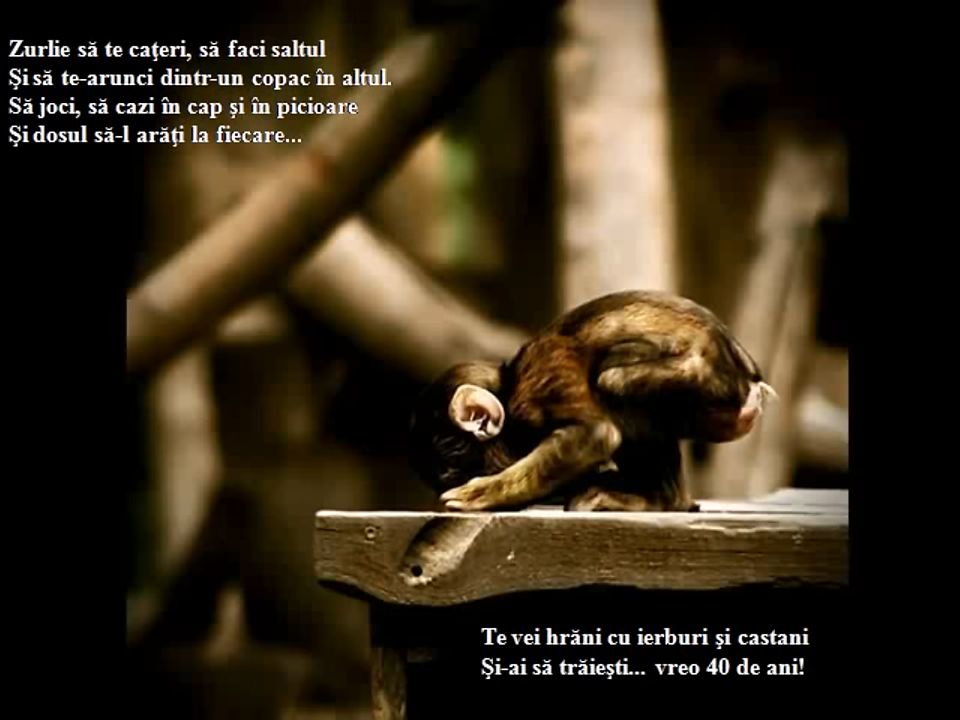 Zurlie să te caţeri, să faci saltul
Şi să te-arunci dintr-un copac în altul.
Să joci, să cazi în cap şi în picioare
Şi dosul să-l arăţi la fiecare...
Te vei hrăni cu ierburi şi castani
Şi-ai să trăieşti... vreo 40 de ani!